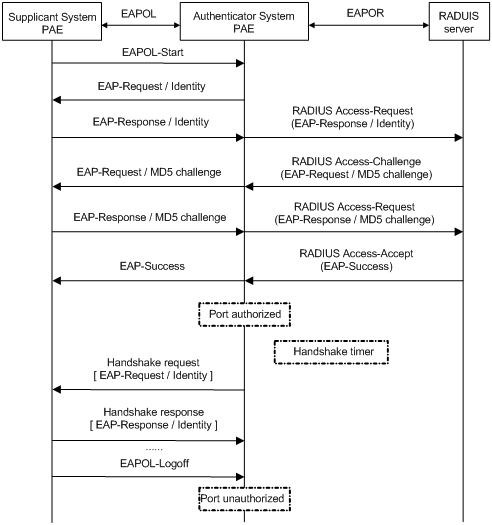 Supplicant System
PAE
EAPOL
Authenticator System
PAE
EAPOR
RADUIS
server
EAPOL-Start
EAP-Request / Identity
EAP-Response / Identity
RADIUS Access-Request
(EAP-Response / Identity)
EAP-Request / MD5 challenge
RADIUS Access-Challenge
(EAP-Request / MD5 challenge)
EAP-Response / MD5 challenge
RADIUS Access-Request
(EAP-Response / MD5 challenge)
EAP-Success
RADIUS Access-Accept
(EAP-Success)
Port authorized
Handshake timer
Handshake request
[ EAP-Request / Identity ]
Handshake response
[ EAP-Response / Identity ]
......
EAPOL-Logoff
Port unauthorized